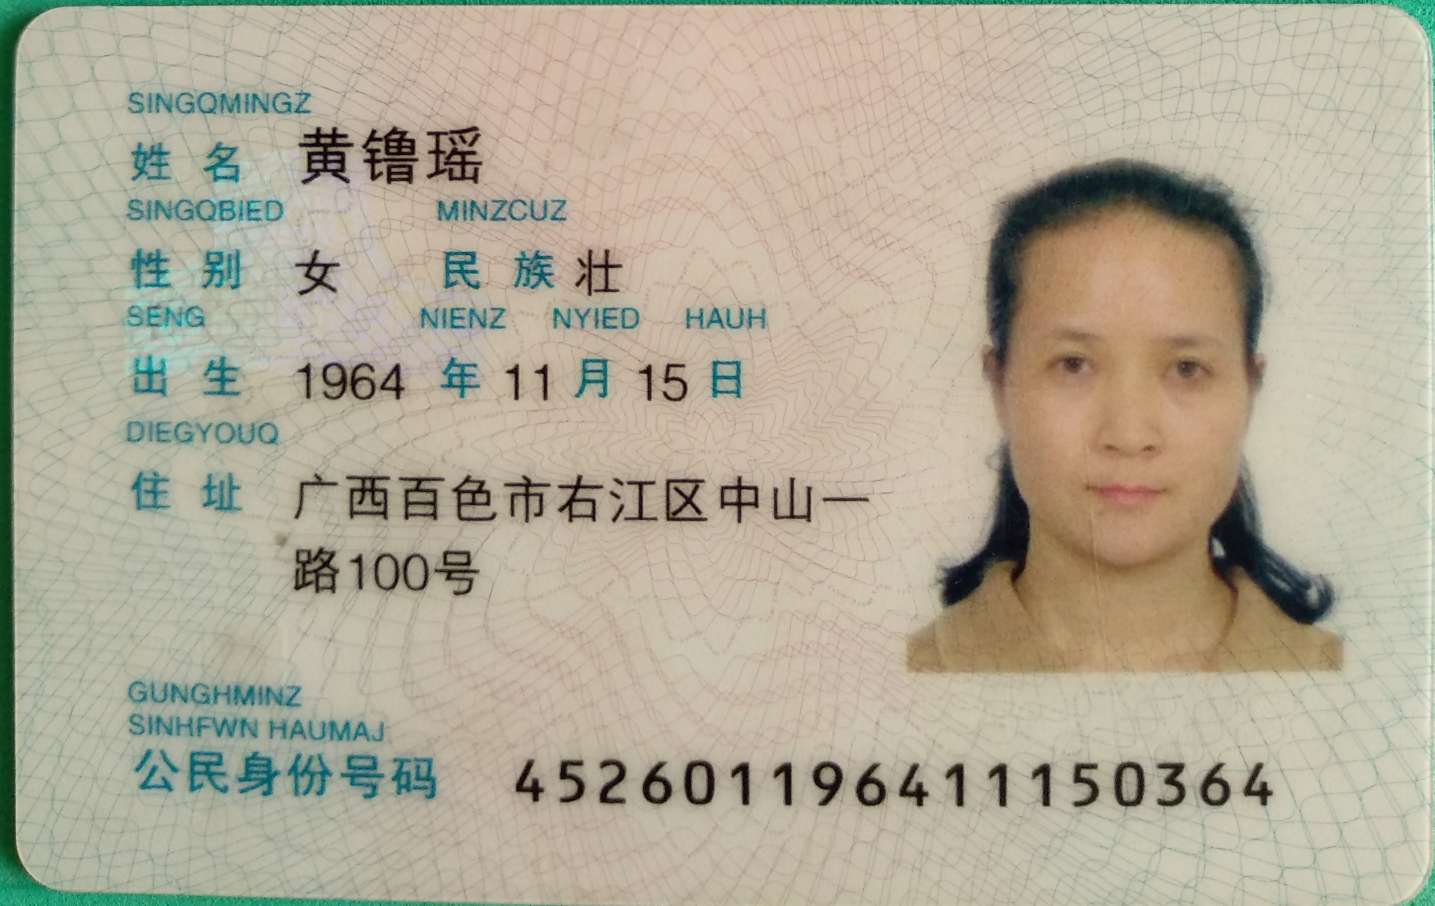 SINGQMINGZ
姓 名 黄镥瑶
SINGQBIED MINZCUZ
性 别 女 民 族 壮
SENG NIENZ NYIED HAUH
出 生 1964 年 11 月 15 日
DIEGYOUQ
住 址 广西百色市右江区中山一
路100号
GUNGHMINZ
SINHFWN HAUMAJ
公民身份号码 452601196411150364